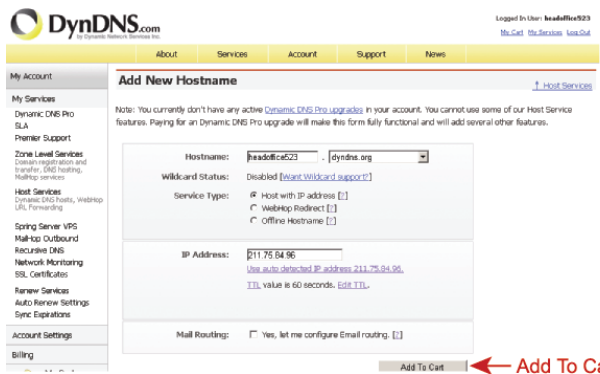 DynDNS.com
by Dynamic Network Services Inc.
Logged In User: headoffice523
My Cart My Services Log Out
About Services Account Support News
My Account
My Services
Dynamic DNS Pro
SLA
Premier Support
Zone Level Services
Domain registration and
transfer, DNS hosting,
MailHop services
Host Services
Dynamic DNS hosts, WebHop
URL Forwarding
Spring Server VPS
MailHop Outbound
Recursive DNS
Network Monitoring
SSL Certificates
Renew Services
Auto Renew Settings
Sync Expirations
Account Settings
Billing
Add New Hostname
↑ Host Services
Note: You currently don't have any active Dynamic DNS Pro upgrades in your account. You cannot use some of our Host Service
features. Paying for an Dynamic DNS Pro upgrade will make this form fully functional and will add several other features.
Hostname: headoffice523 . dyndns.org
Wildcard Status: Disabled [Want Wildcard support?]
Service Type: Host with IP address [?]
WebHop Redirect [?]
Offline Hostname [?]
IP Address: 211.75.84.96
Use auto detected IP address 211.75.84.96.
TTL value is 60 seconds. Edit TTL.
Mail Routing: Yes, let me configure Email routing. [?]
Add To Cart
Add To Ca